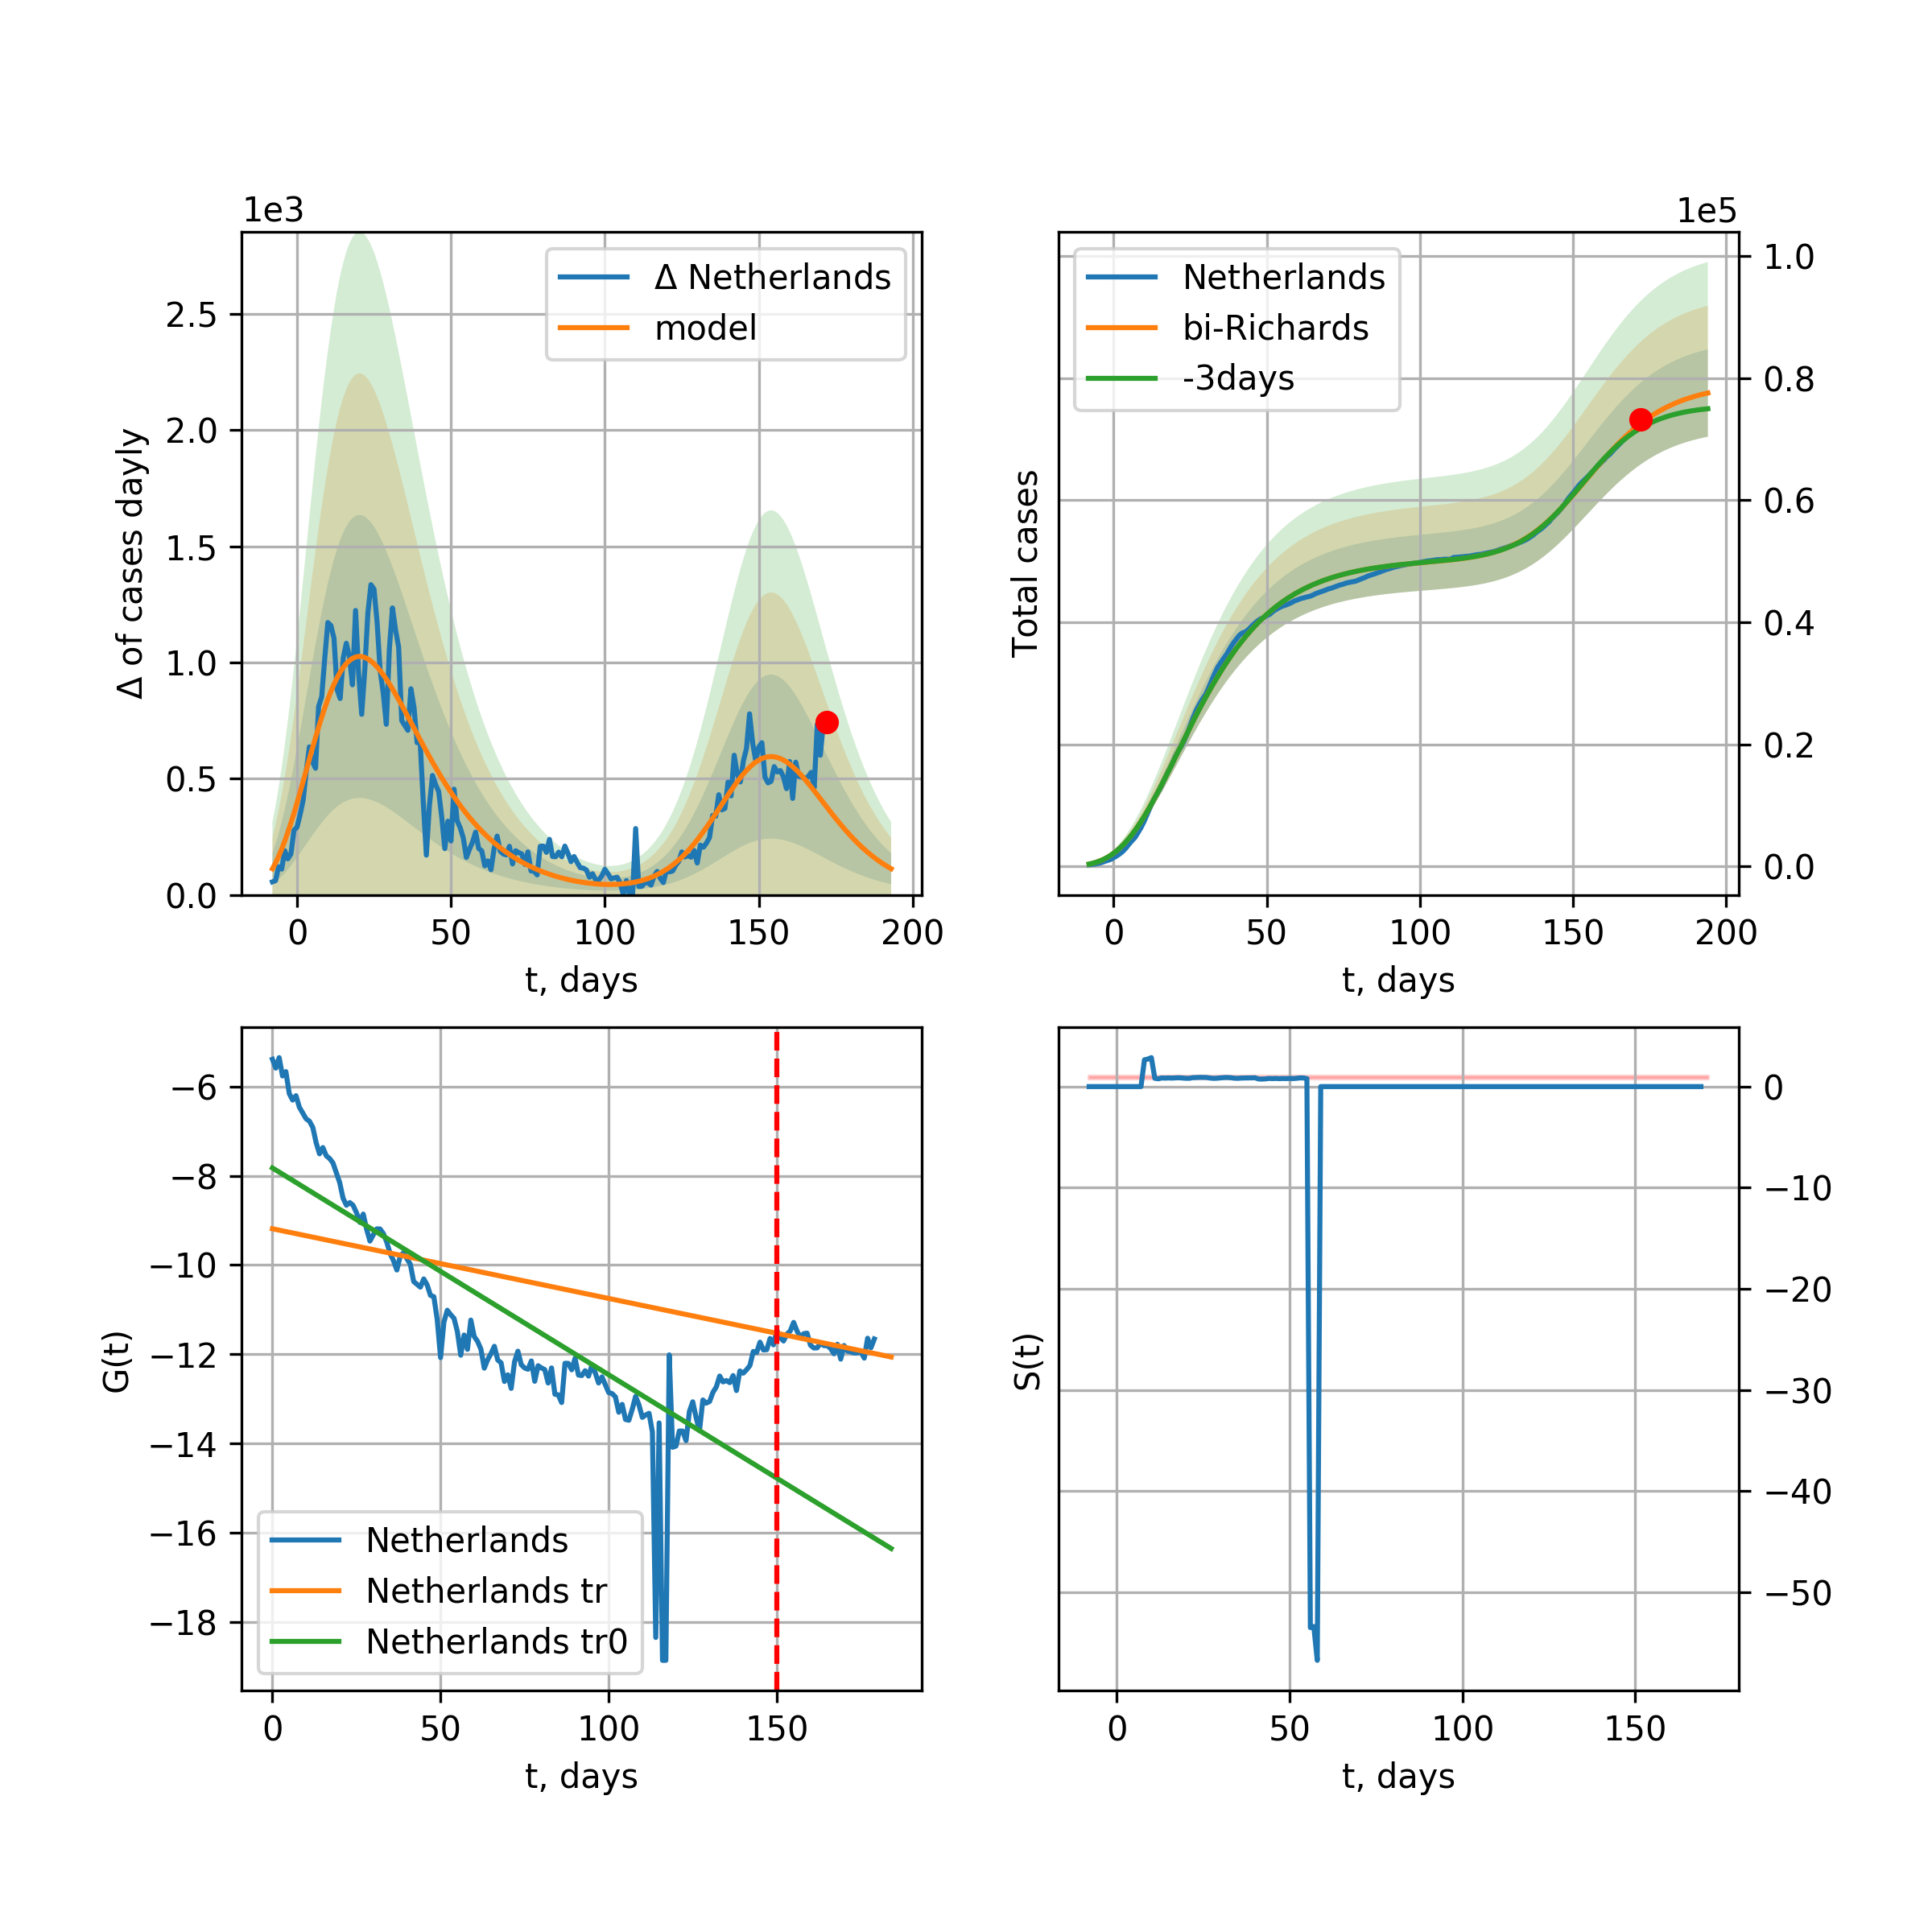 1e3
Δ of cases dayly
2.5
2.0
1.5
1.0
0.5
0.0
Δ Netherlands
model
0 50 100 150 200
t, days
1e5
Total cases
Netherlands
bi-Richards
-3days
1.0
0.8
0.6
0.4
0.2
0.0
0 50 100 150 200
t, days
G(t)
−6
−8
−10
−12
−14
−16
−18
Netherlands
Netherlands tr
Netherlands tr0
0 50 100 150
t, days
S(t)
0
−10
−20
−30
−40
−50
0 50 100 150
t, days